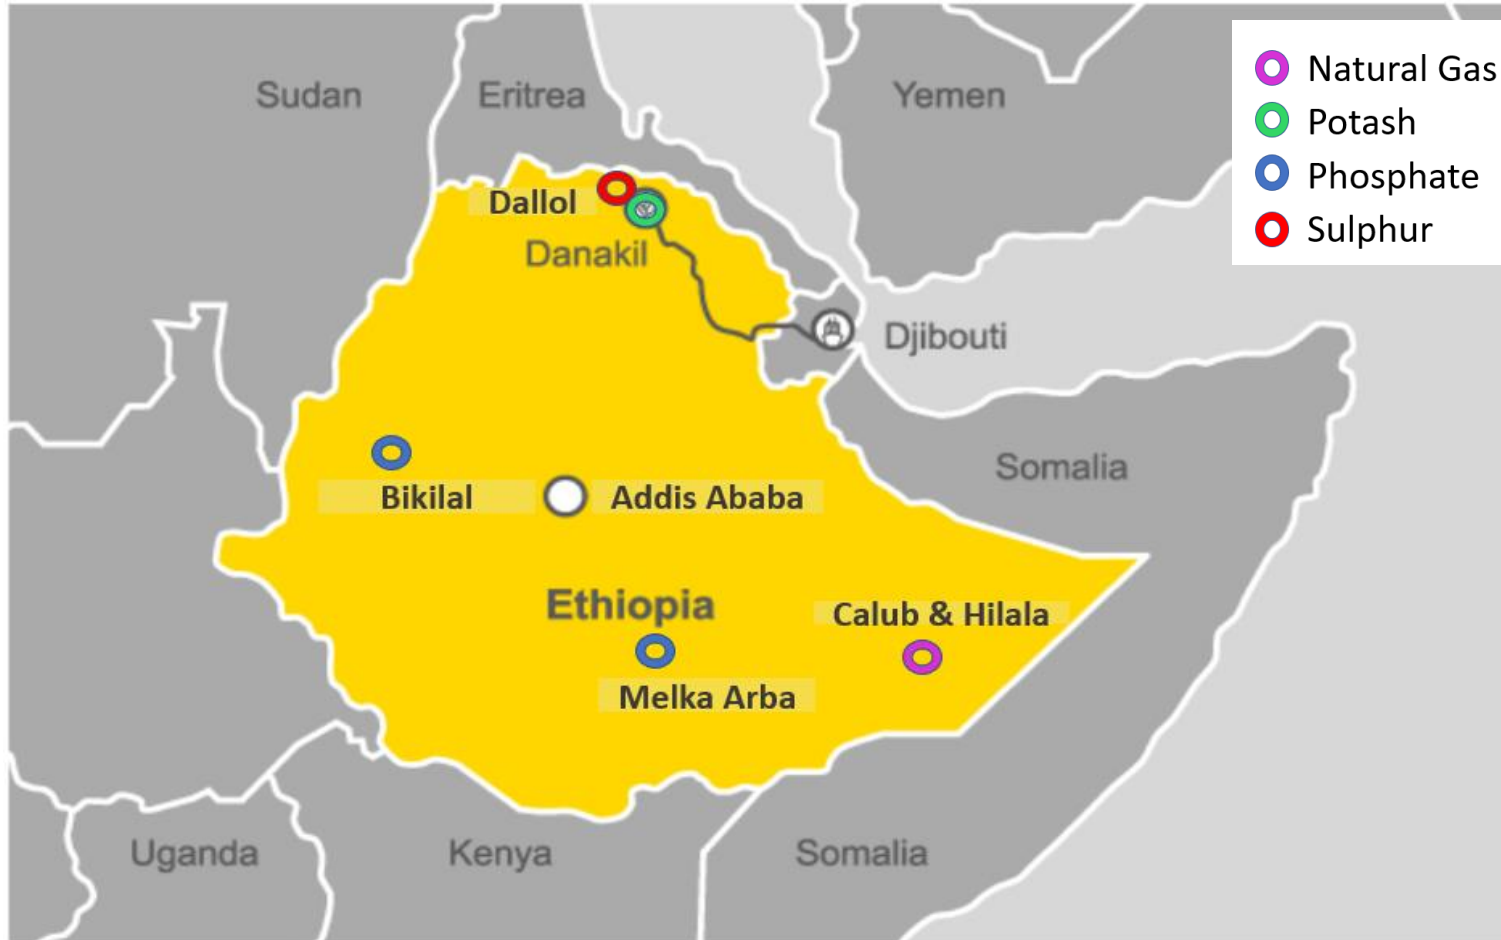 Sudan
Eritrea
Yemen
Natural Gas
Potash
Phosphate
Sulphur
Dallol
Danakil
Djibouti
Somalia
Bikilal
Addis Ababa
Ethiopia
Calub & Hilala
Melka Arba
Uganda
Kenya
Somalia